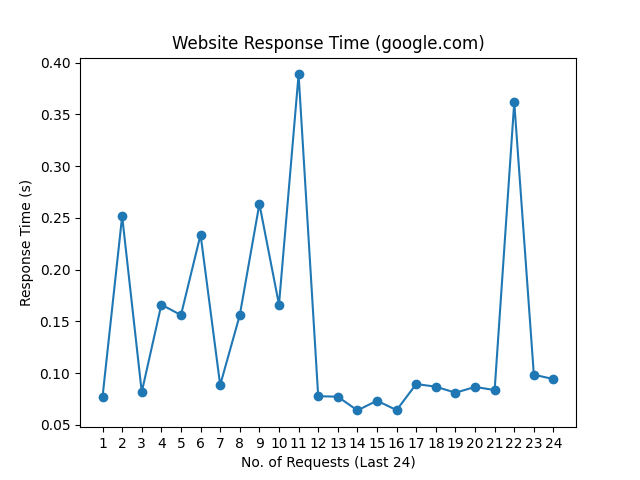 Website Response Time (google.com)
0.40
0.35
0.30
0.25
0.20
0.15
0.10
0.05
Response Time (s)
1 2 3 4 5 6 7 8 9 10 11 12 13 14 15 16 17 18 19 20 21 22 23 24
No. of Requests (Last 24)